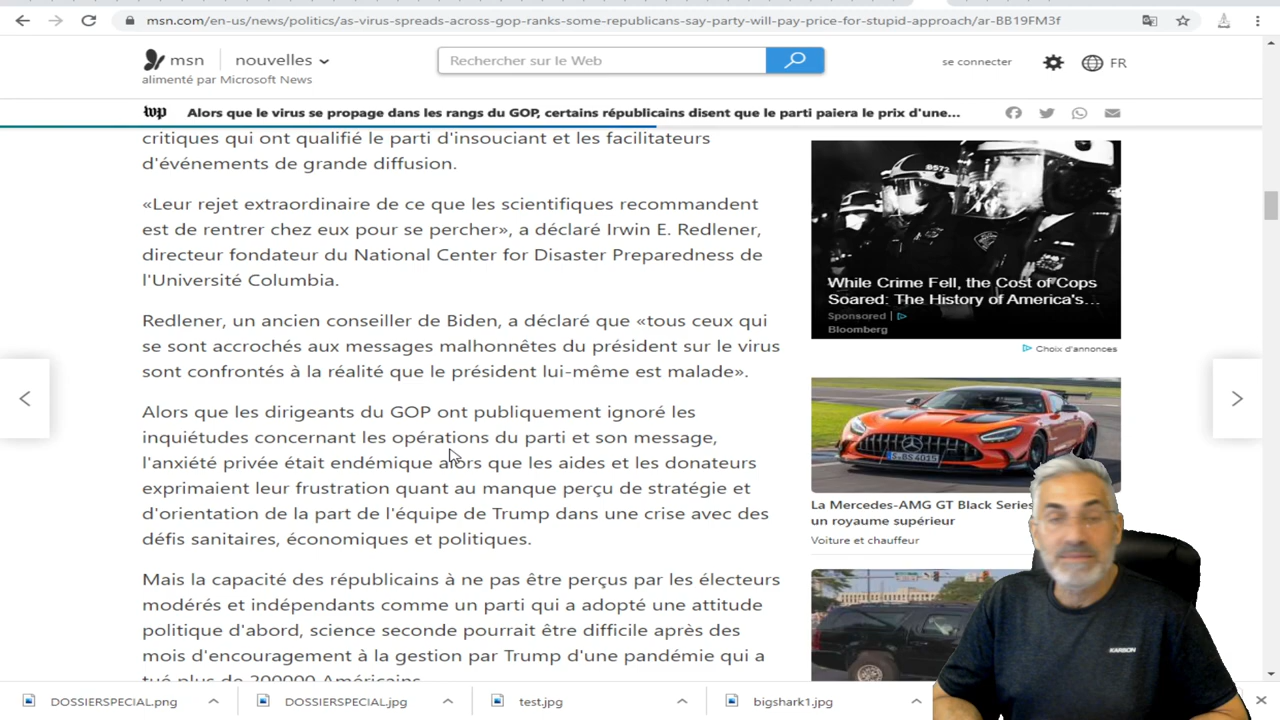 msn.com/en-us/news/politics/as-virus-spreads-across-gop-ranks-some-republicans-say-party-will-pay-price-for-stupid-approach/ar-BB19FM3f
msn
nouvelles
alimenté par Microsoft News
Rechercher sur le Web
se connecter
FR
wp
Alors que le virus se propage dans les rangs du GOP, certains républicains disent que le parti paiera le prix d'une...
critiques qui ont qualifié le parti d'insouciant et les facilitateurs
d'événements de grande diffusion.
«Leur rejet extraordinaire de ce que les scientifiques recommandent
est de rentrer chez eux pour se percher», a déclaré Irwin E. Redlener,
directeur fondateur du National Center for Disaster Preparedness de
l'Université Columbia.
Redlener, un ancien conseiller de Biden, a déclaré que «tous ceux qui
se sont accrochés aux messages malhonnêtes du président sur le virus
sont confrontés à la réalité que le président lui-même est malade».
Alors que les dirigeants du GOP ont publiquement ignoré les
inquiétudes concernant les opérations du parti et son message,
l'anxiété privée était endémique alors que les aides et les donateurs
exprimaient leur frustration quant au manque perçu de stratégie et
d'orientation de la part de l'équipe de Trump dans une crise avec des
défis sanitaires, économiques et politiques.
Mais la capacité des républicains à ne pas être perçus par les électeurs
modérés et indépendants comme un parti qui a adopté une attitude
politique d'abord, science seconde pourrait être difficile après des
mois d'encouragement à la gestion par Trump d'une pandémie qui a
tué plus de 200000 Américains.
B572
While Crime Fell, the Cost of Cops
Soared: The History of America's...
Sponsored
Bloomberg
Choix d'annonces
S·BS 4015
La Mercedes-AMG GT Black Series
un royaume supérieur
Voiture et chauffeur
KARBON
DOSSIERSPECIAL.png
DOSSIERSPECIAL.jpg
test.jpg
bigshark1.jpg